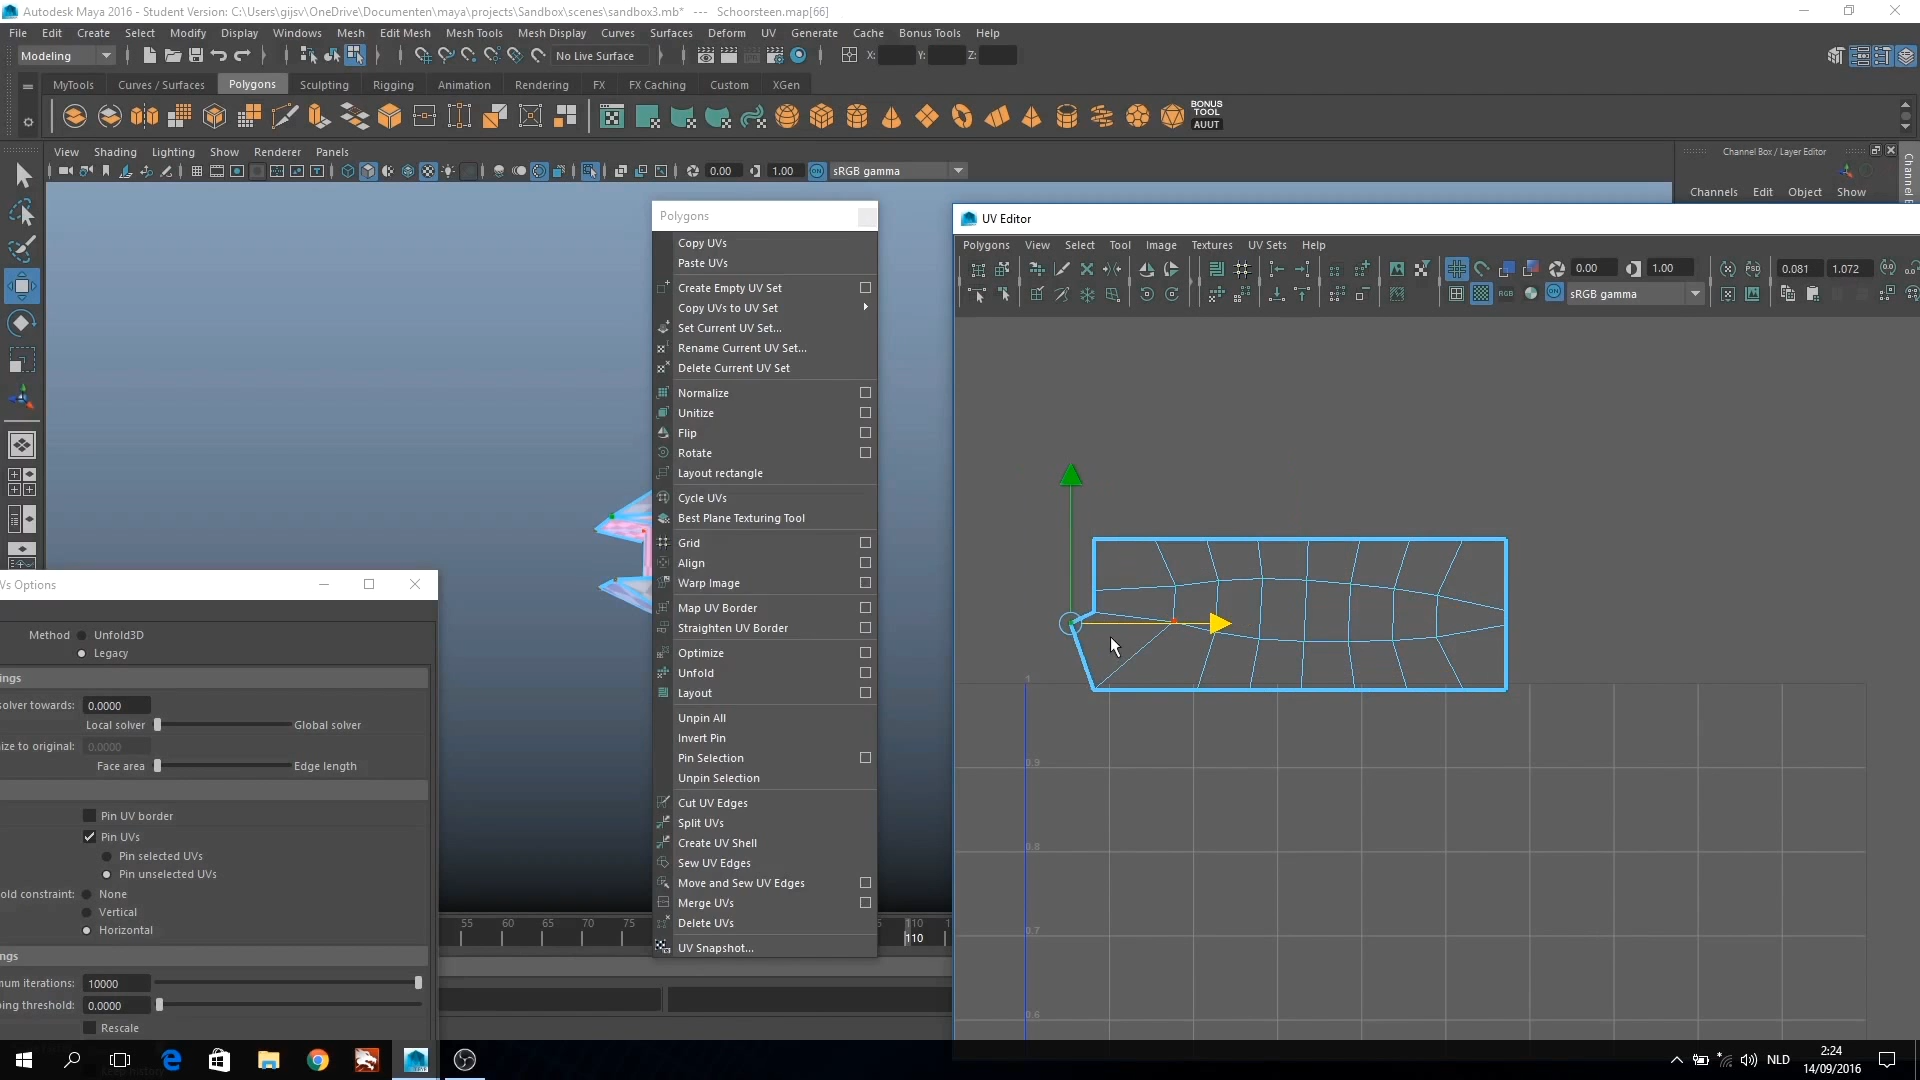 Autodesk Maya 2016 - Student Version: C:\Users\gijsv\OneDrive\Documenten\maya\projects\Sandbox\scenes\sandbox3.mb* --- Schoorsteen.map[66]
File Edit Create Select Modify Display Windows Mesh Edit Mesh Mesh Tools Mesh Display Curves Surfaces Deform UV Generate Cache Bonus Tools Help
Modeling No Live Surface X: Y: Z:
MyTools Curves / Surfaces Polygons Sculpting Rigging Animation Rendering FX FX Caching Custom XGen
BONUS TOOL AUUT
View Shading Lighting Show Renderer Panels
0.00 1.00 ON sRGB gamma
Channel Box / Layer Editor
Channels Edit Object Show
Channel
Polygons
Copy UVs
Paste UVs
Create Empty UV Set
Copy UVs to UV Set
Set Current UV Set...
Rename Current UV Set...
Delete Current UV Set
Normalize
Unitize
Flip
Rotate
Layout rectangle
Cycle UVs
Best Plane Texturing Tool
Grid
Align
Warp Image
Map UV Border
Straighten UV Border
Optimize
Unfold
Layout
Unpin All
Invert Pin
Pin Selection
Unpin Selection
Cut UV Edges
Split UVs
Create UV Shell
Sew UV Edges
Move and Sew UV Edges
Merge UVs
Delete UVs
UV Snapshot...
UV Editor
Polygons View Select Tool Image Textures UV Sets Help
0.00 1.00 PSD 0.081 1.072
RGB ON sRGB gamma
1
0.9
0.8
0.7
0.6
Vs Options
Method Unfold3D
Legacy
ings
solver towards: 0.0000
Local solver Global solver
ize to original: 0.0000
Face area Edge length
Pin UV border
Pin UVs
Pin selected UVs
Pin unselected UVs
old constraint: None
Vertical
Horizontal
ngs
num iterations: 10000
ping threshold: 0.0000
Rescale
55 60 65 70 75 110
110
NLD
2:24
14/09/2016